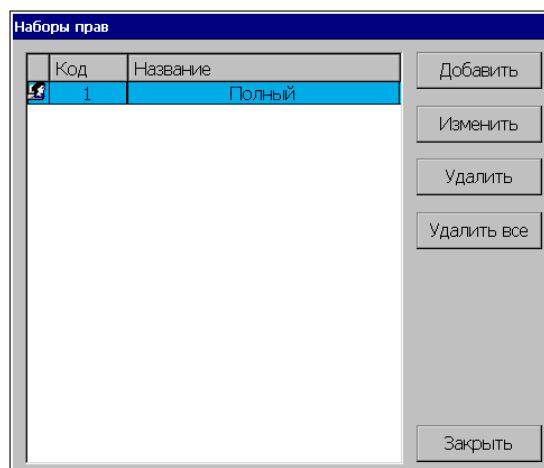 Наборы прав
Код Название
1 Полный
Добавить
Изменить
Удалить
Удалить все
Закрыть